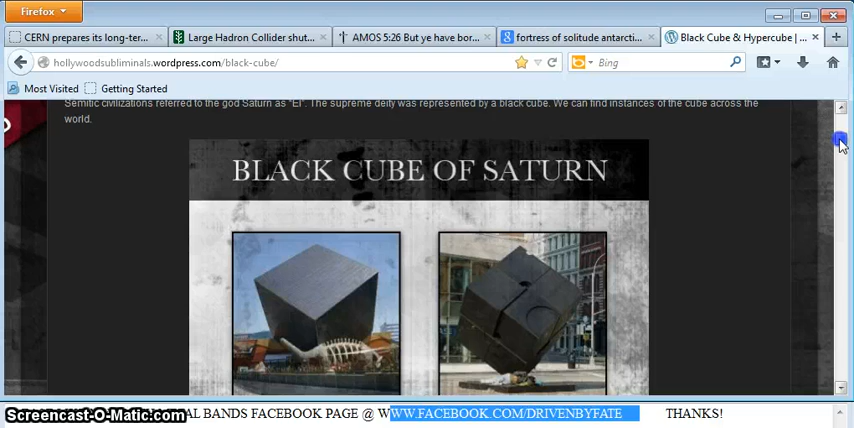 Firefox
CERN prepares its long-ter... Large Hadron Collider shut... AMOS 5:26 But ye have bor... fortress of solitude antarcti... Black Cube & Hypercube | ...
hollywoodsubliminals.wordpress.com/black-cube/ Bing
Most Visited Getting Started
Semitic civilizations referred to the god Saturn as "El". The supreme deity was represented by a black cube. We can find instances of the cube across the
world.
BLACK CUBE OF SATURN
Screencast-O-Matic.com AL BANDS FACEBOOK PAGE @ WWW.FACEBOOK.COM/DRIVENBYFATE THANKS!